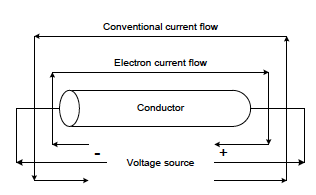 Conventional current flow
Electron current flow
Conductor
- +
Voltage source